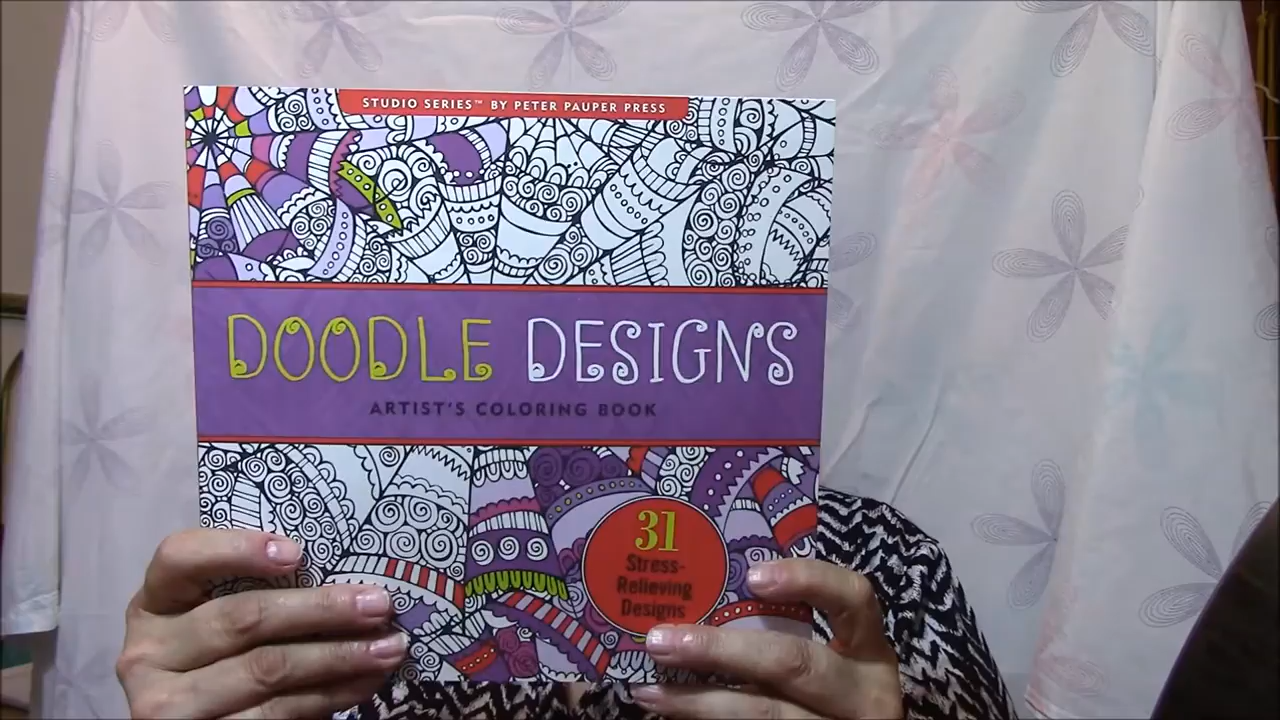 STUDIO SERIES™ BY PETER PAUPER PRESS
DOODLE DESIGNS
ARTIST'S COLORING BOOK
31
Stress-
Relieving
Designs